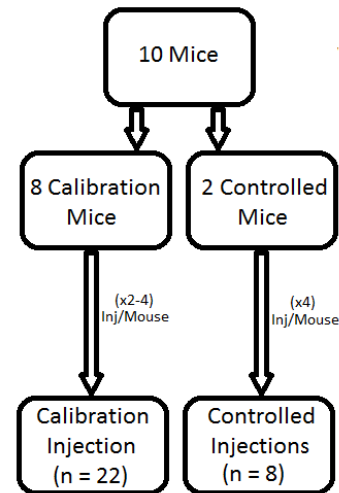 10 Mice
8 Calibration
Mice
2 Controlled
Mice
(x2-4)
Inj/Mouse
(x4)
Inj/Mouse
Calibration
Injection
(n = 22)
Controlled
Injections
(n = 8)